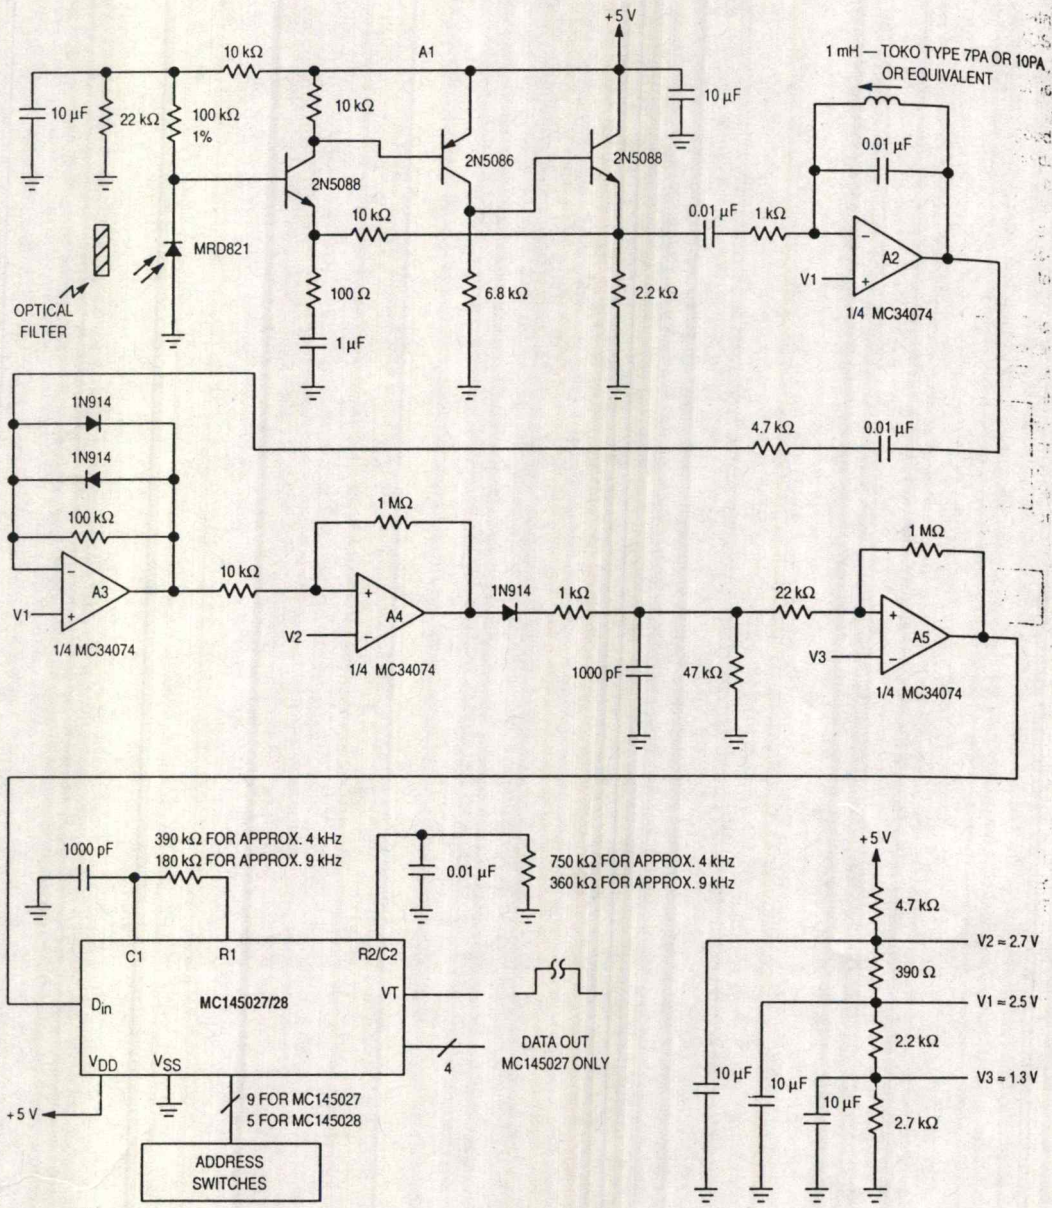 +5 V
10 kΩ
A1
1 mH — TOKO TYPE 7PA OR 10PA
OR EQUIVALENT
10 µF
22 kΩ
100 kΩ
1%
10 kΩ
10 µF
0.01 µF
2N5088
2N5086
2N5088
10 kΩ
0.01 µF
1 kΩ
MRD821
A2
V1
− +
100 Ω
6.8 kΩ
2.2 kΩ
1/4 MC34074
OPTICAL
FILTER
1 µF
1N914
4.7 kΩ
0.01 µF
1N914
100 kΩ
1 MΩ
1 MΩ
− +
A3
V1
1/4 MC34074
10 kΩ
+ −
A4
V2
1/4 MC34074
1N914
1 kΩ
1000 pF
47 kΩ
22 kΩ
+ −
A5
V3
1/4 MC34074
1000 pF
390 kΩ FOR APPROX. 4 kHz
180 kΩ FOR APPROX. 9 kHz
0.01 µF
750 kΩ FOR APPROX. 4 kHz
360 kΩ FOR APPROX. 9 kHz
C1
R1
R2/C2
Din
MC145027/28
VT
VDD
VSS
4
DATA OUT
MC145027 ONLY
+5 V
9 FOR MC145027
5 FOR MC145028
ADDRESS
SWITCHES
+5 V
4.7 kΩ
V2 ≈ 2.7 V
390 Ω
V1 ≈ 2.5 V
2.2 kΩ
V3 ≈ 1.3 V
10 µF
10 µF
10 µF
2.7 kΩ